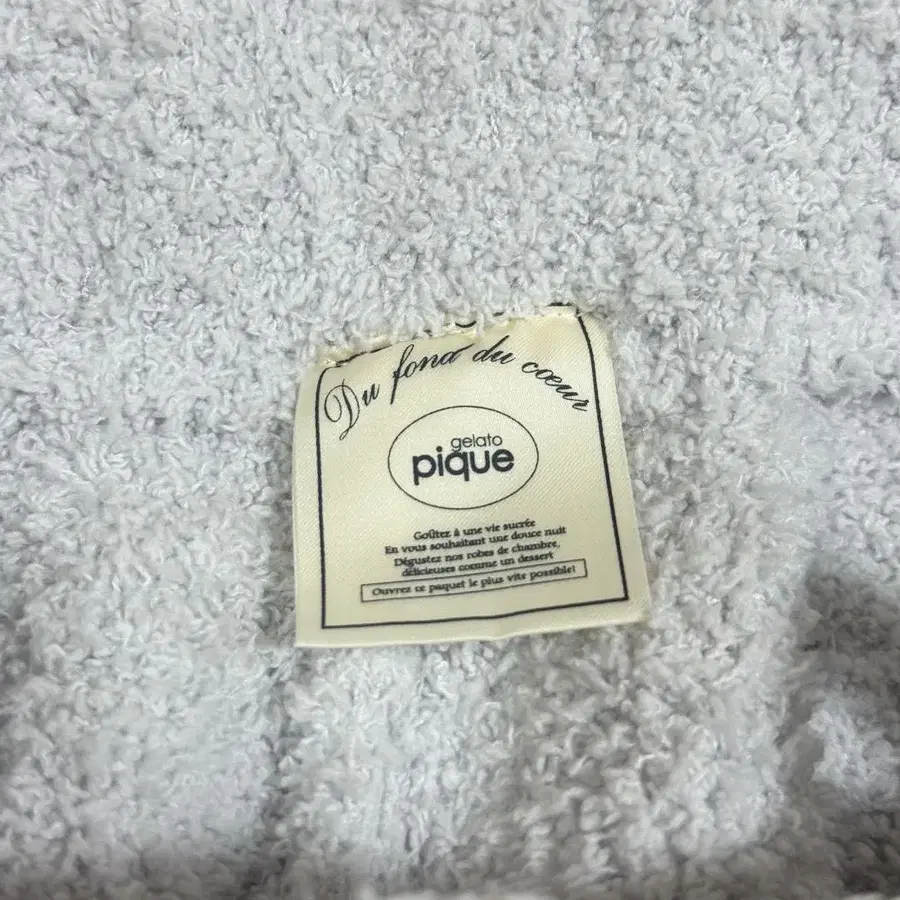 Du fond du cœur
gelato
pique
Goûtez à une vie sucrée
En vous souhaitant une douce nuit
Dégustez nos robes de chambre,
délicieuses comme un dessert
Ouvrez ce paquet le plus vite possible!